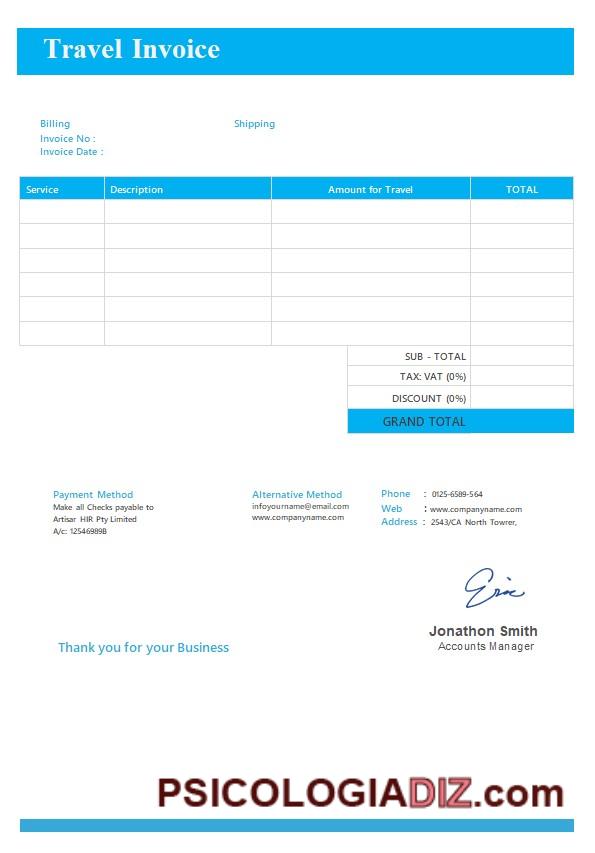 Travel Invoice
Billing
Shipping
Invoice No :
Invoice Date :
Service Description Amount for Travel TOTAL
SUB - TOTAL
TAX: VAT (0%)
DISCOUNT (0%)
GRAND TOTAL
Payment Method
Make all Checks payable to
Artisar HIR Pty Limited
A/c: 12546989B
Alternative Method
infoyourname@email.com
www.companyname.com
Phone : 0125-6589-564
Web : www.companyname.com
Address : 2543/CA North Towrer,
Eric
Jonathon Smith
Accounts Manager
Thank you for your Business
PSICOLOGIADIZ.com